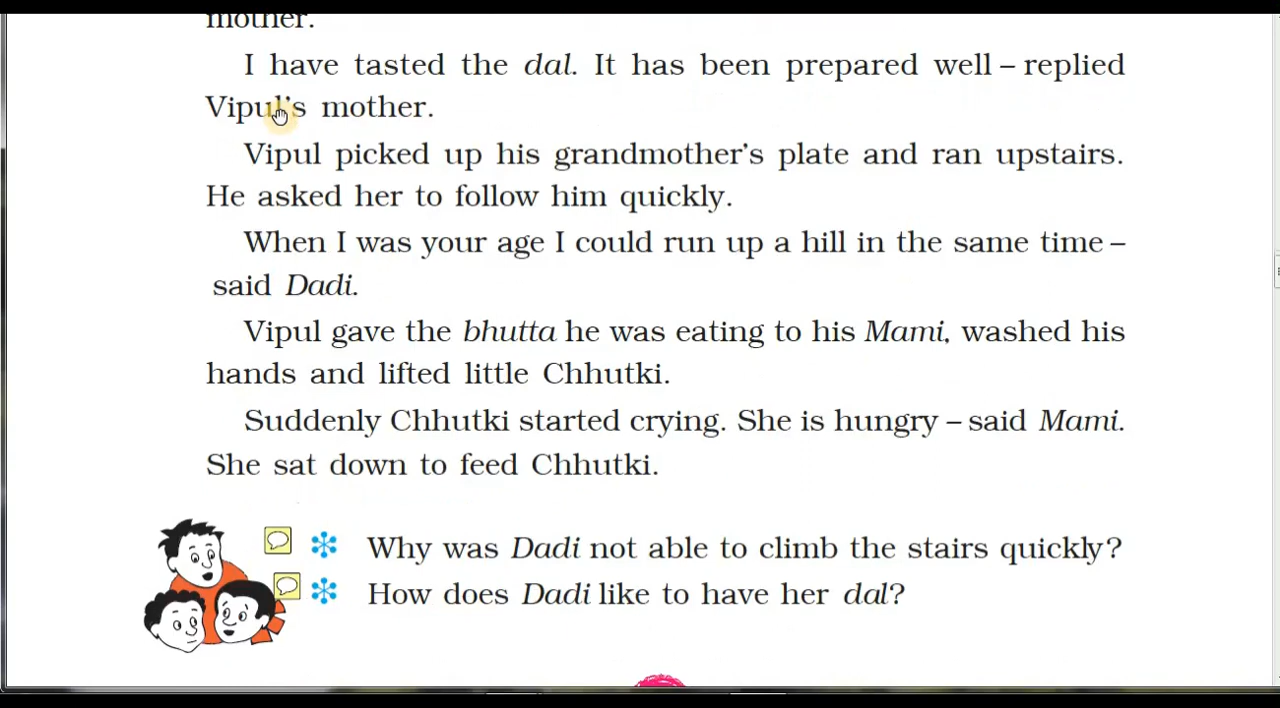 mother.
I have tasted the dal. It has been prepared well – replied
Vipul's mother.
Vipul picked up his grandmother's plate and ran upstairs.
He asked her to follow him quickly.
When I was your age I could run up a hill in the same time –
said Dadi.
Vipul gave the bhutta he was eating to his Mami, washed his
hands and lifted little Chhutki.
Suddenly Chhutki started crying. She is hungry – said Mami.
She sat down to feed Chhutki.
Why was Dadi not able to climb the stairs quickly?
How does Dadi like to have her dal?